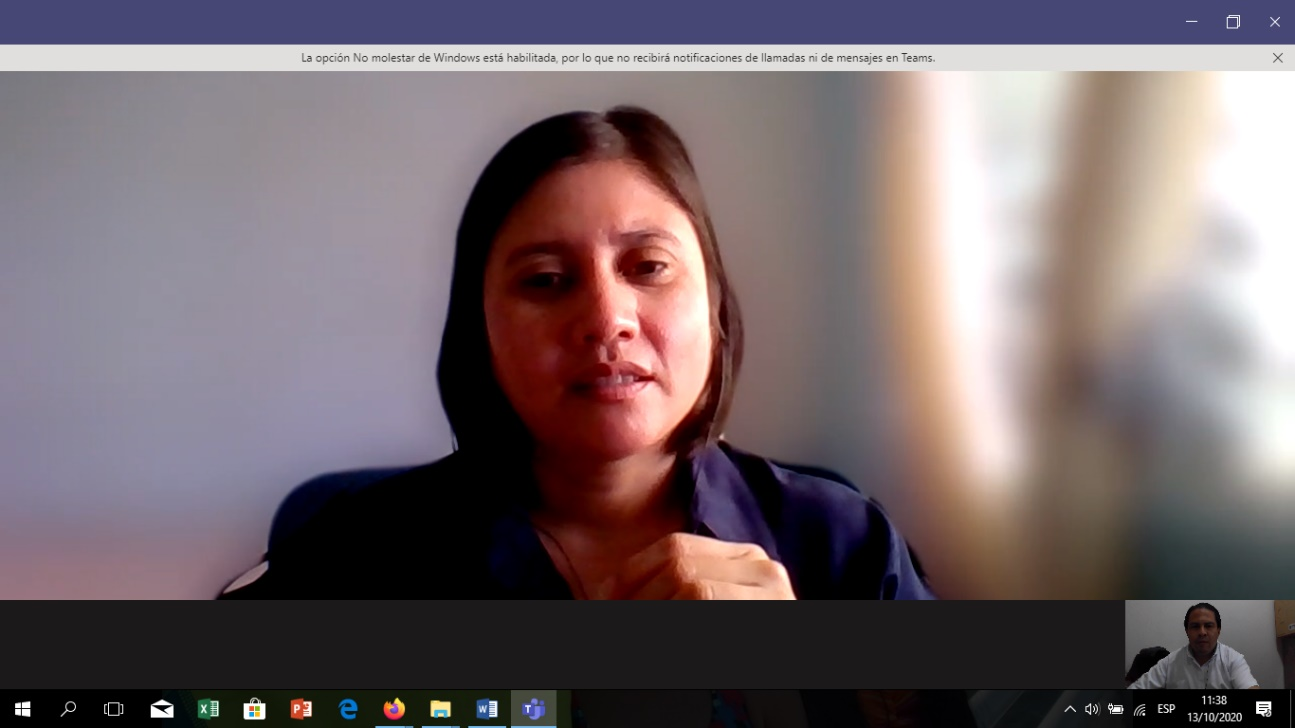 La opción No molestar de Windows está habilitada, por lo que no recibirá notificaciones de llamadas ni de mensajes en Teams.
ESP
11:38
13/10/2020